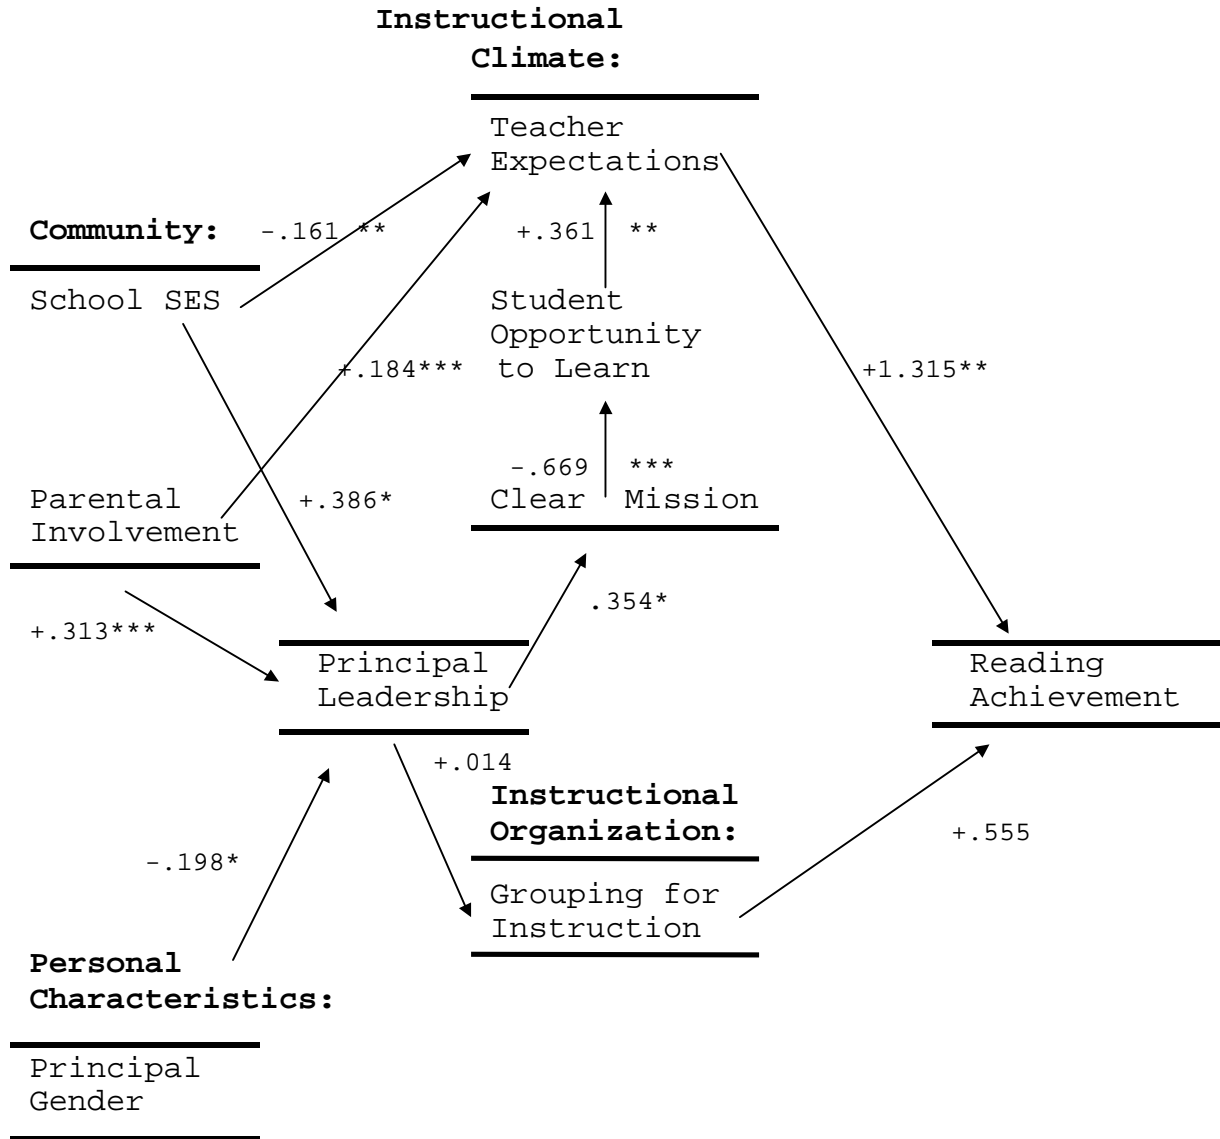 Instructional
Climate:
Teacher
Expectations
Community: -.161 **
+.361 **
School SES
Student
Opportunity
to Learn
+.184***
+1.315**
-.669 ***
Clear Mission
Parental
Involvement
+.386*
.354*
+.313***
Principal
Leadership
Reading
Achievement
+.014
Instructional
Organization:
+.555
-.198*
Grouping for
Instruction
Personal
Characteristics:
Principal
Gender